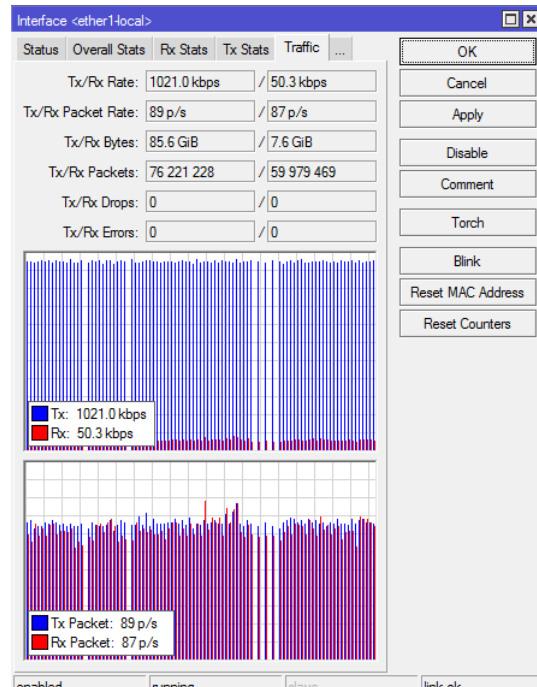 Interface <ether1-local>
Status Overall Stats Rx Stats Tx Stats Traffic ...
Tx/Rx Rate: 1021.0 kbps / 50.3 kbps
Tx/Rx Packet Rate: 89 p/s / 87 p/s
Tx/Rx Bytes: 85.6 GiB / 7.6 GiB
Tx/Rx Packets: 76 221 228 / 59 979 469
Tx/Rx Drops: 0 / 0
Tx/Rx Errors: 0 / 0
Tx: 1021.0 kbps
Rx: 50.3 kbps
Tx Packet: 89 p/s
Rx Packet: 87 p/s
OK
Cancel
Apply
Disable
Comment
Torch
Blink
Reset MAC Address
Reset Counters
enabled running slave link ok